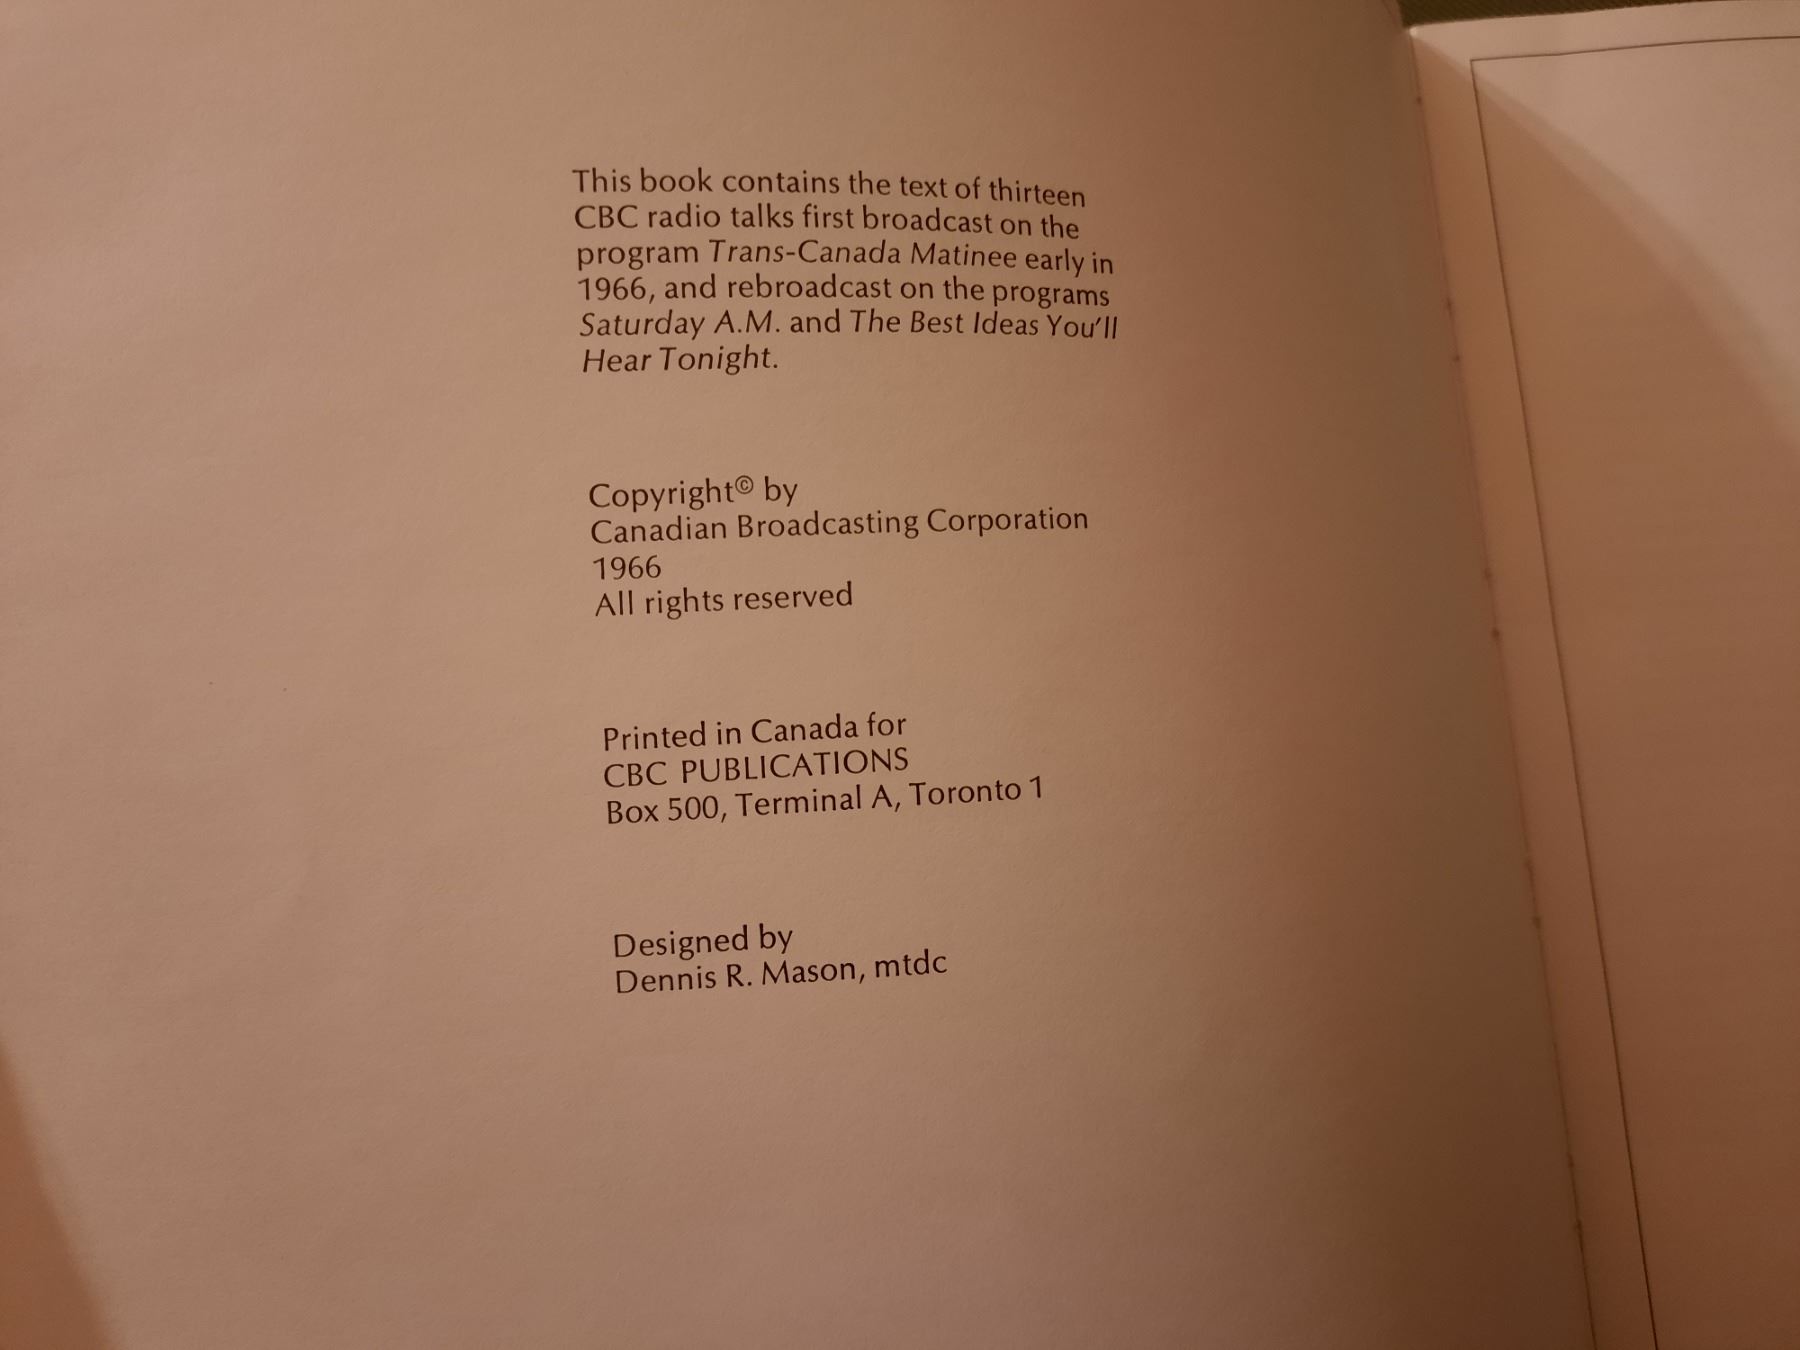 This book contains the text of thirteen
CBC radio talks first broadcast on the
program Trans-Canada Matinee early in
1966, and rebroadcast on the programs
Saturday A.M. and The Best Ideas You'll
Hear Tonight.
Copyright© by
Canadian Broadcasting Corporation
1966
All rights reserved
Printed in Canada for
CBC PUBLICATIONS
Box 500, Terminal A, Toronto 1
Designed by
Dennis R. Mason, mtdc